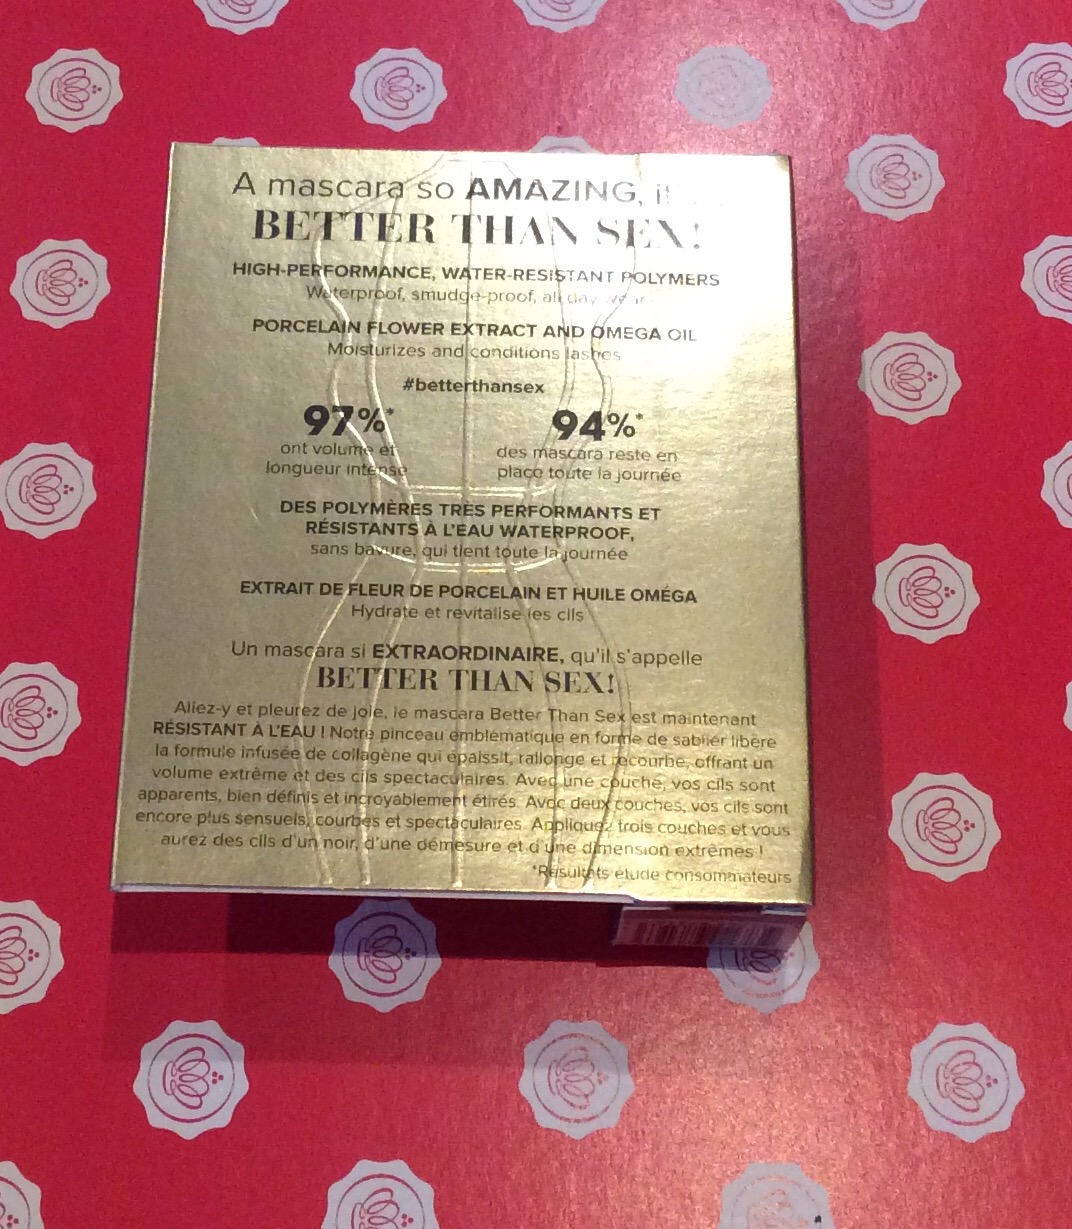 A mascara so AMAZING,
BETTER THAN SEX!
HIGH-PERFORMANCE, WATER-RESISTANT POLYMERS
Waterproof, smudge-proof, all day wear
PORCELAIN FLOWER EXTRACT AND OMEGA OIL
Moisturizes and conditions lashes
#betterthansex
97%* 94%*
ont volume et des mascara reste en
longueur intense place toute la journée
DES POLYMÈRES TRÈS PERFORMANTS ET
RÉSISTANTS À L'EAU WATERPROOF,
sans bavure, qui tient toute la journée
EXTRAIT DE FLEUR DE PORCELAIN ET HUILE OMÉGA
Hydrate et revitalise les cils
Un mascara si EXTRAORDINAIRE, qu'il s'appelle
BETTER THAN SEX!
Allez-y et pleurez de joie, le mascara Better Than Sex est maintenant
RÉSISTANT À L'EAU ! Notre pinceau emblématique en forme de sablier libère
la formule infusée de collagène qui épaissit, rallonge et recourbe, offrant un
volume extrême et des cils spectaculaires. Avec une couche, vos cils sont
apparents, bien définis et incroyablement étirés. Avec deux couches, vos cils sont
encore plus sensuels, courbés et spectaculaires. Appliquez trois couches et vous
aurez des cils d'un noir, d'une démesure et d'une dimension extrêmes !
*Résultats étude consommateurs